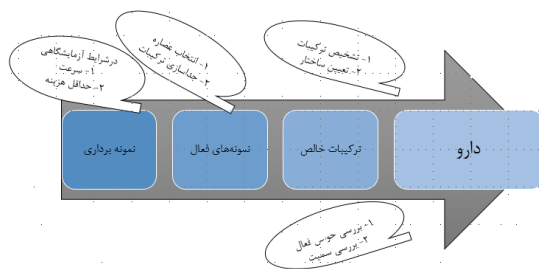 درشرایط آزمایشگاهی
۱- سرعت
۲- حداقل هزینه
۱- انتخاب عصاره
۲- جداسازی ترکیبات
۱- تشخیص ترکیبات
۲- تعیین ساختار
نمونه برداری
نمونه‌های فعال
ترکیبات خالص
دارو
۱- بررسی خواص فعال
۲- بررسی سمیت